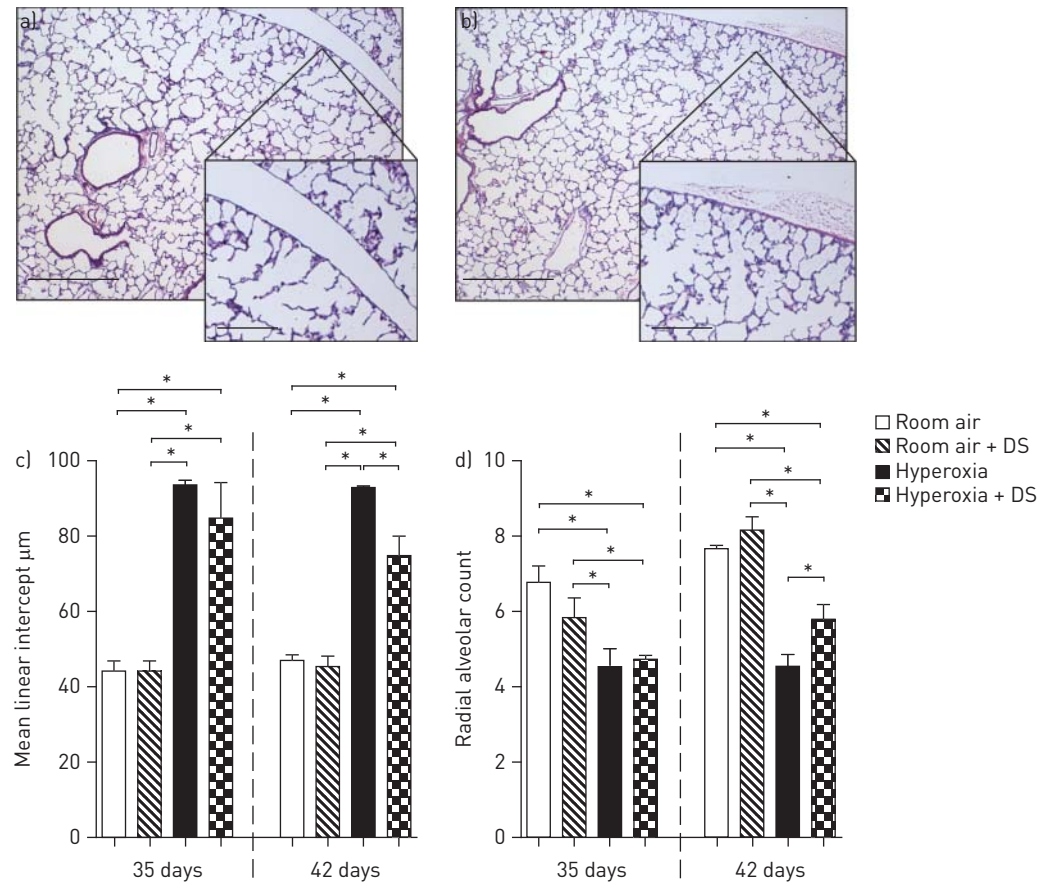 a)
b)
* 
*
*
*
*
*
*
*
*
c)
Mean linear intercept µm
100
80
60
40
20
0
35 days
42 days
*
*
*
*
*
*
*
*
*
d)
Radial alveolar count
10
8
6
4
2
0
35 days
42 days
Room air
Room air + DS
Hyperoxia
Hyperoxia + DS